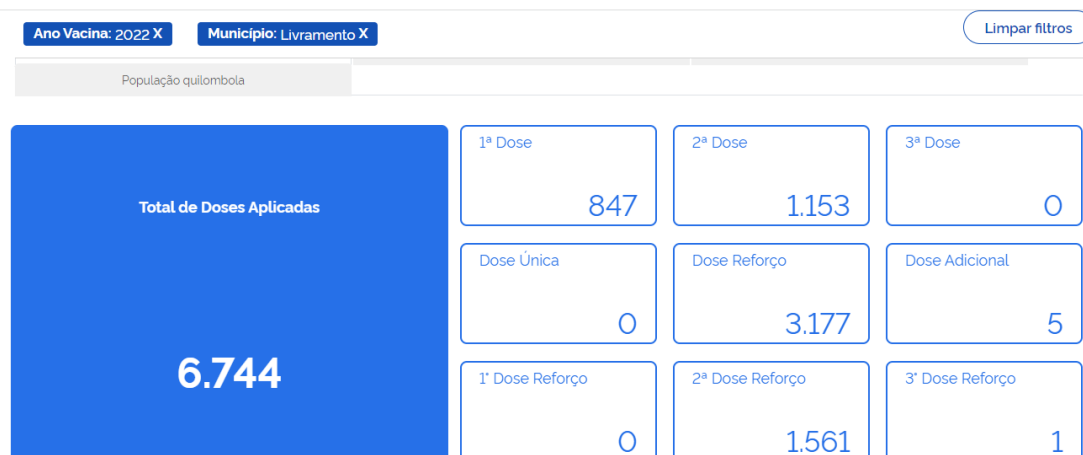 Ano Vacina: 2022 X
Município: Livramento X
Limpar filtros
População quilombola
Total de Doses Aplicadas
6.744
1ª Dose
847
2ª Dose
1.153
3ª Dose
0
Dose Única
0
Dose Reforço
3.177
Dose Adicional
5
1° Dose Reforço
0
2ª Dose Reforço
1.561
3° Dose Reforço
1